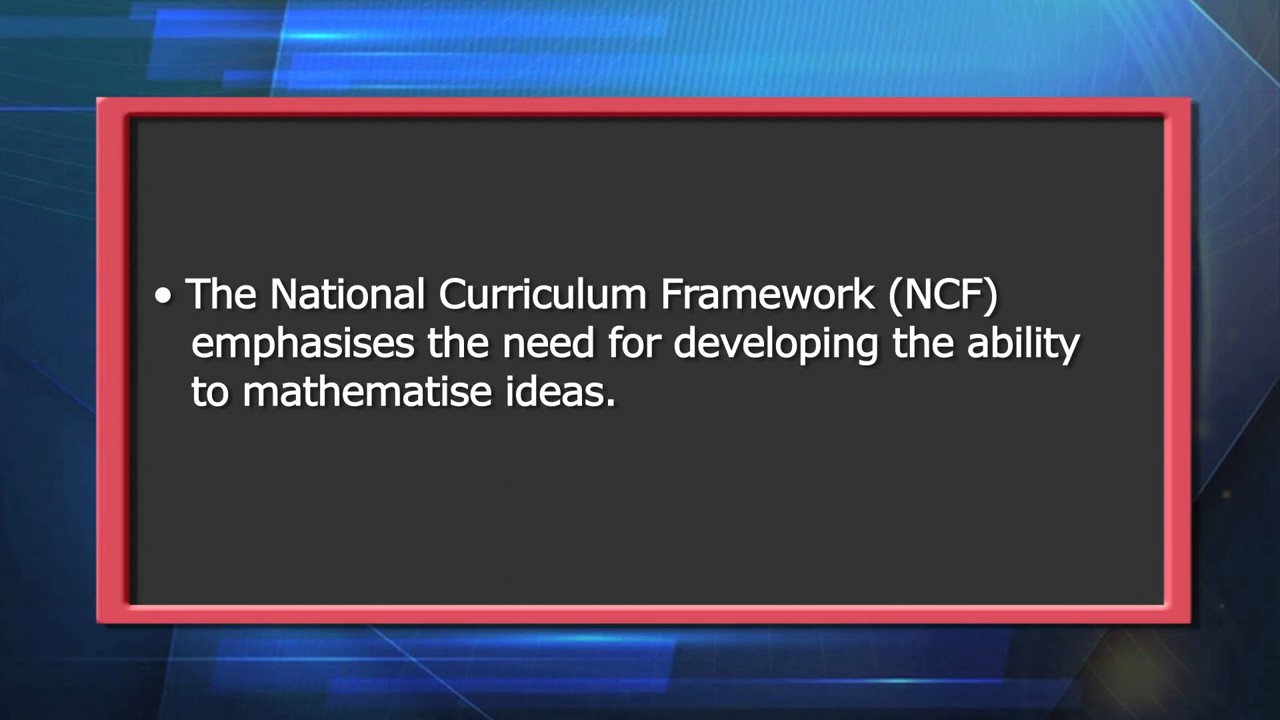 • The National Curriculum Framework (NCF)
emphasises the need for developing the ability
to mathematise ideas.